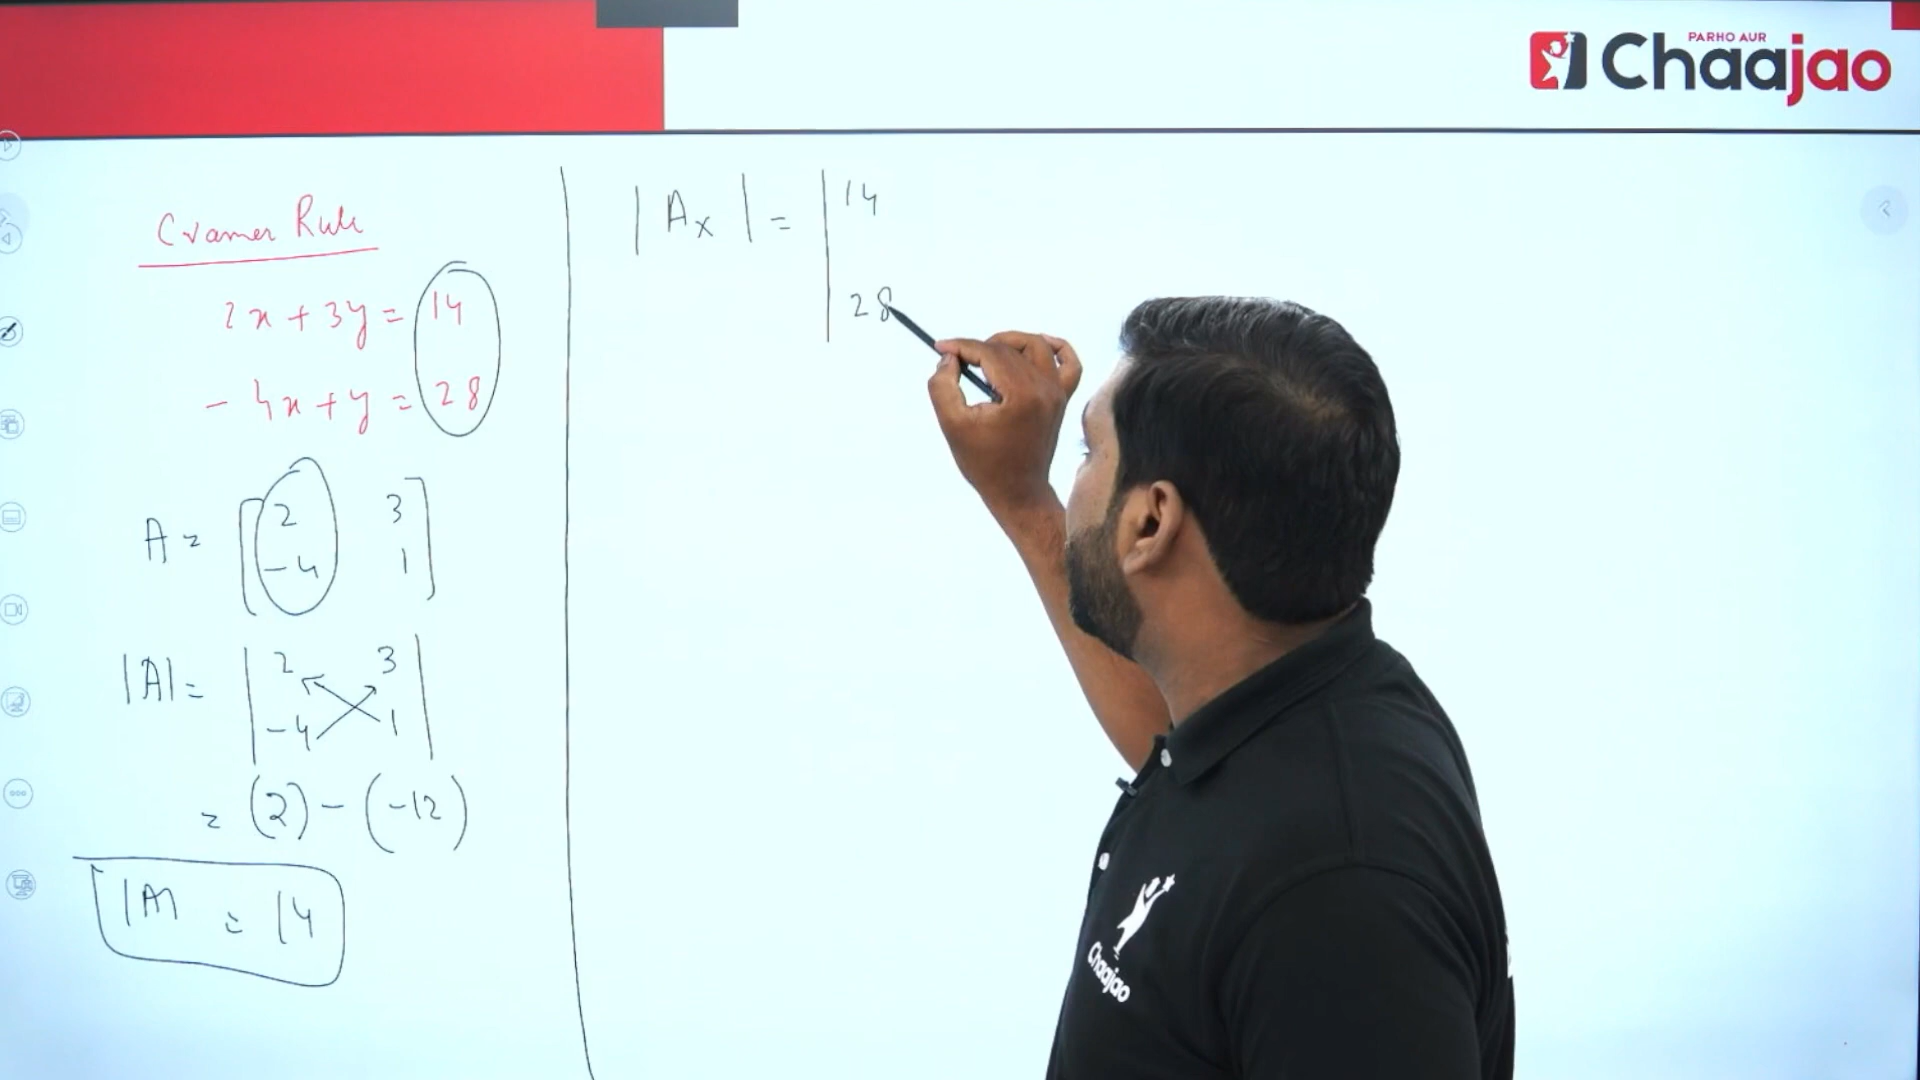 PARHO AUR
Chaajao
Cramer Rule
2x + 3y = 14
- 4x + y = 28
A = [ 2 3
-4 1 ]
|A| = | 2 3 |
| -4 1 |
= (2) - (-12)
|A| = 14
|Ax| = | 14
28
Chaajao